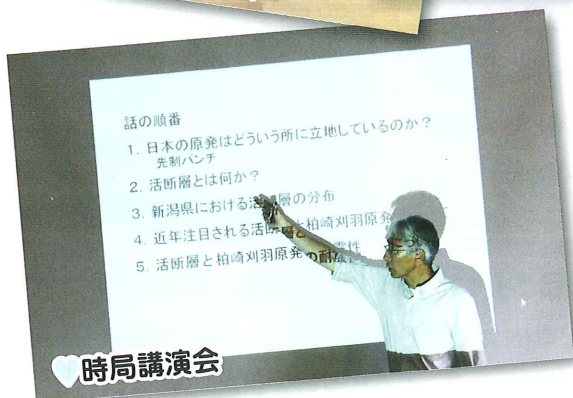 話の順番
1. 日本の原発はどういう所に立地しているのか？
先制パンチ
2. 活断層とは何か？
3. 新潟県における活断層の分布
4. 近年注目される活断層と柏崎刈羽原発
5. 活断層と柏崎刈羽原発の耐震性
時局講演会